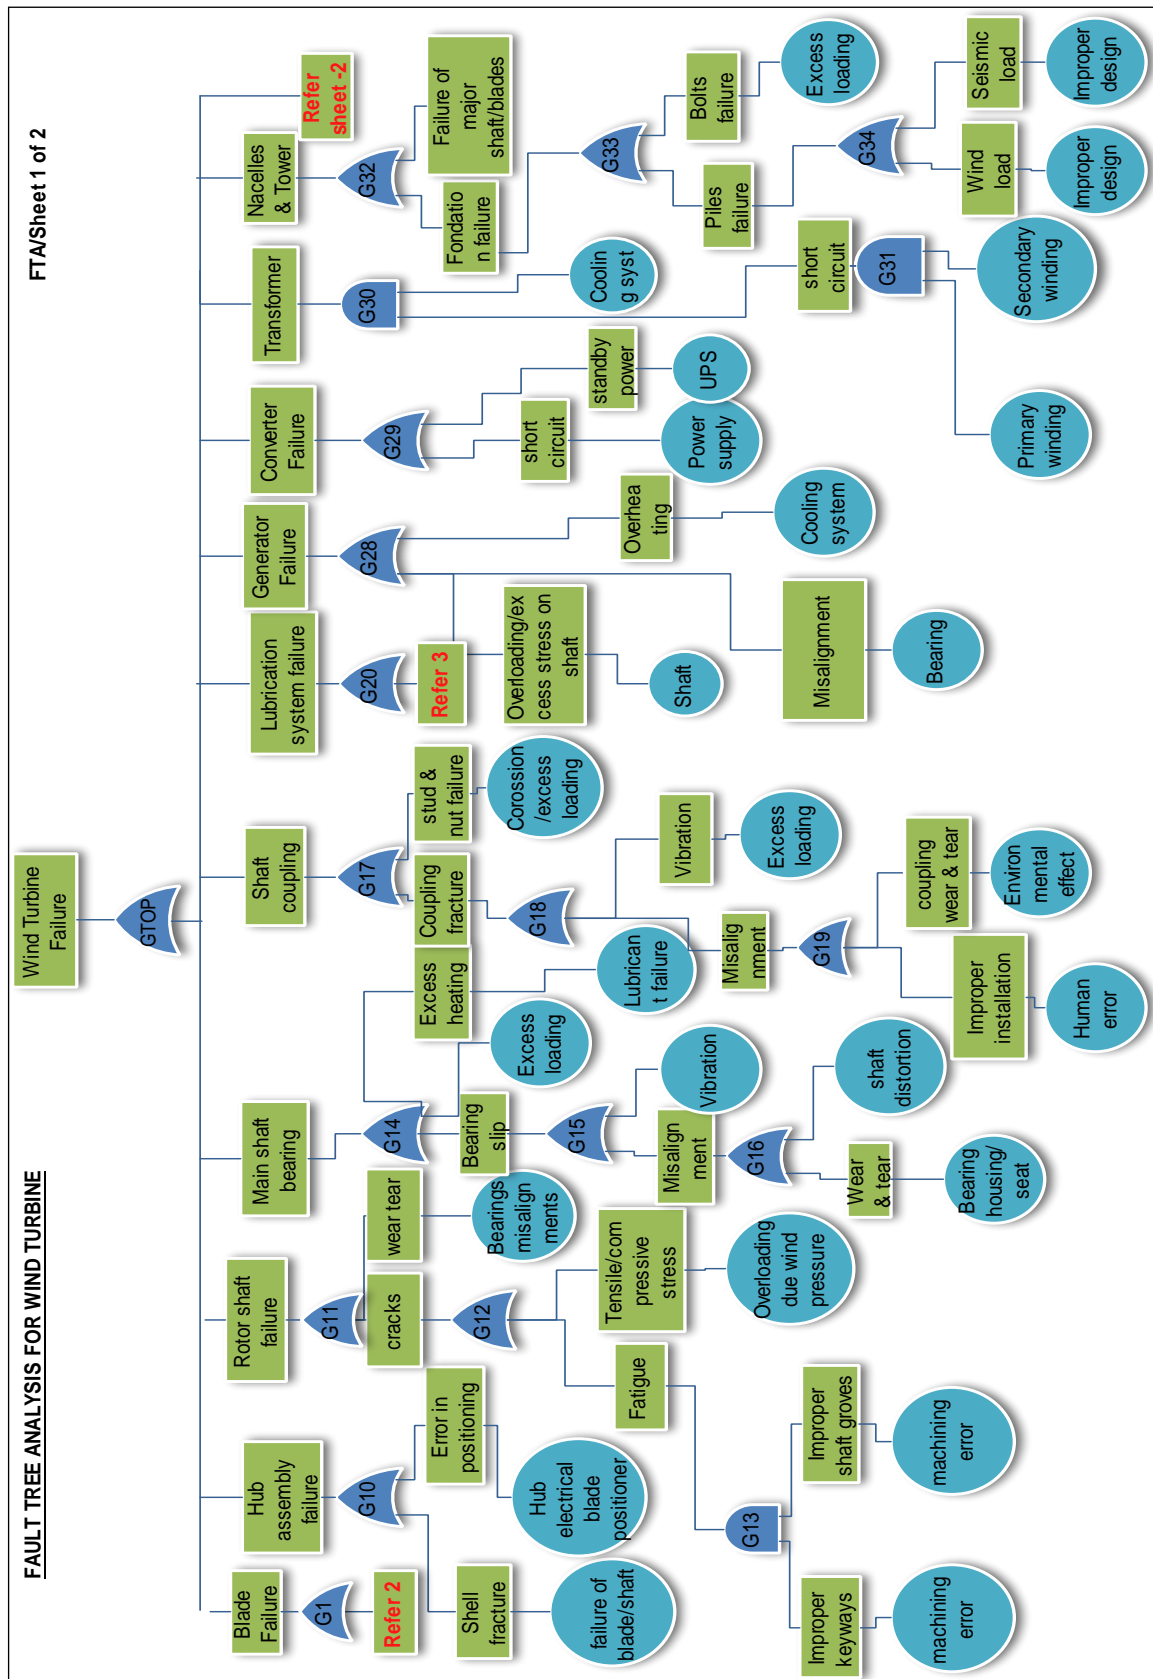 FAULT TREE ANALYSIS FOR WIND TURBINE
FTA/Sheet 1 of 2
Wind Turbine
Failure
GTOP
Blade
Failure
Hub
assembly
failure
Rotor shaft
failure
Main shaft
bearing
Shaft
coupling
Lubrication
system failure
Generator
Failure
Converter
Failure
Transformer
Nacelles
& Tower
Refer
sheet -2
G1
G10
G11
G14
G17
G20
G28
G29
G30
G32
Refer 2
Shell
fracture
Error in
positioning
cracks
wear tear
Bearing
slip
Excess
heating
Coupling
fracture
stud &
nut failure
Refer 3
Fondatio
n failure
Failure of
major
shaft/blades
failure of
blade/shaft
Hub
electrical
blade
positioner
G12
Bearings
misalign
ments
Excess
loading
G15
Lubrican
t failure
G18
Corossion
/excess
loading
Overloading/ex
cess stress on
shaft
Overhea
ting
short
circuit
standby
power
Coolin
g syst
G33
Fatigue
Tensile/com
pressive
stress
Misalign
ment
Vibration
Misalig
nment
Vibration
Shaft
Cooling
system
Power
supply
UPS
Piles
failure
Bolts
failure
G13
Overloading
due wind
pressure
G16
G19
Excess
loading
Misalignment
short
circuit
G34
Excess
loading
Improper
keyways
Improper
shaft groves
Wear
& tear
shaft
distortion
Improper
installation
coupling
wear & tear
Bearing
G31
Wind
load
Seismic
load
machining
error
machining
error
Bearing
housing/
seat
Human
error
Environ
mental
effect
Primary
winding
Secondary
winding
Improper
design
Improper
design